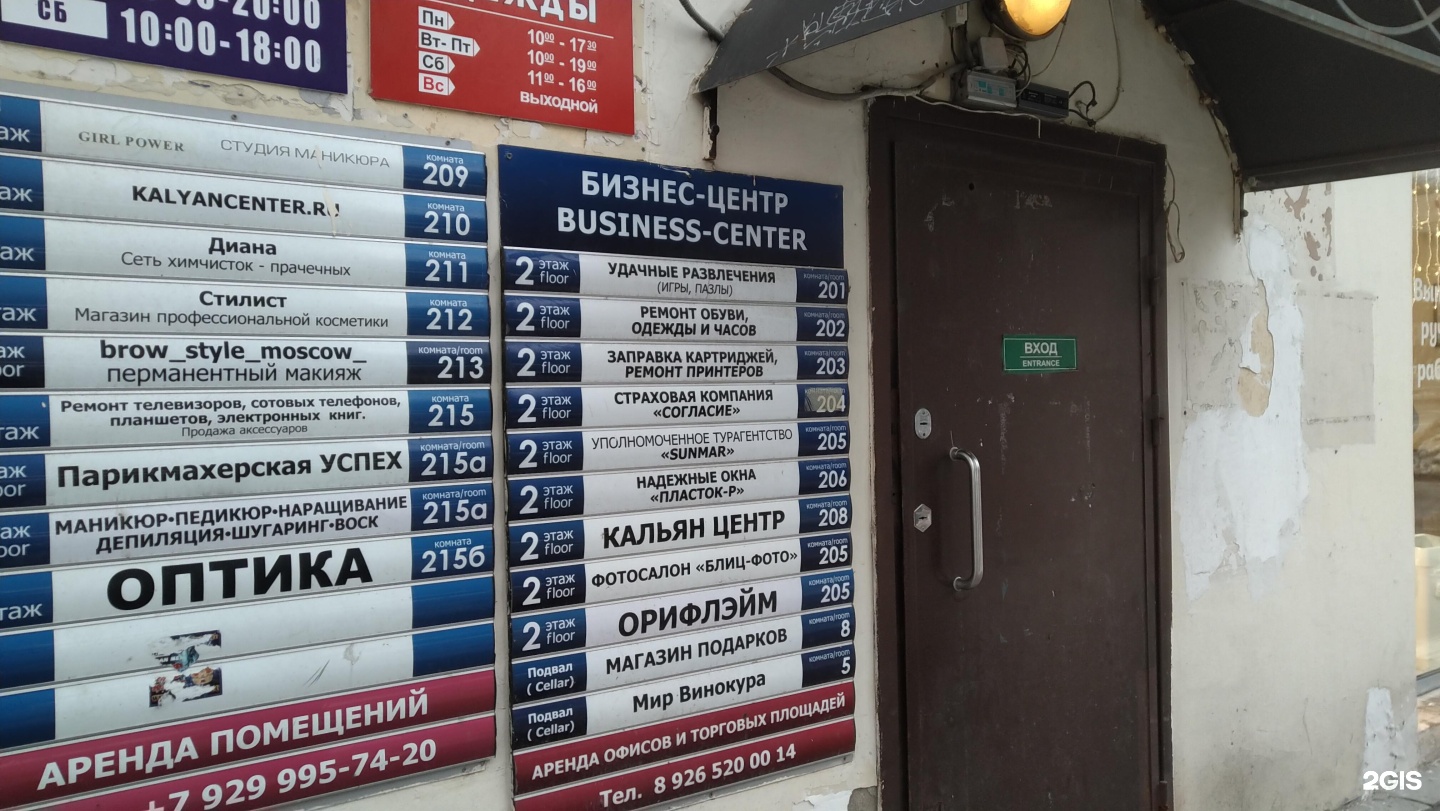 СБ
10:00-18:00
Пн 10⁰⁰ - 17³⁰
Вт-Пт 10⁰⁰ - 19⁰⁰
Сб 11⁰⁰ - 16⁰⁰
Вс выходной
GIRL POWER СТУДИЯ МАНИКЮРА комната 209
KALYANCENTER.RU комната 210
Диана
Сеть химчисток - прачечных комната 211
Стилист
Магазин профессиональной косметики комната 212
brow_style_moscow_
перманентный макияж комната/room 213
Ремонт телевизоров, сотовых телефонов,
планшетов, электронных книг.
Продажа аксессуаров комната 215
Парикмахерская УСПЕХ комната/room 215а
МАНИКЮР•ПЕДИКЮР•НАРАЩИВАНИЕ
ДЕПИЛЯЦИЯ•ШУГАРИНГ•ВОСК комната/room 215а
ОПТИКА комната 215б
АРЕНДА ПОМЕЩЕНИЙ
+7 929 995-74-20
БИЗНЕС-ЦЕНТР
BUSINESS-CENTER
2 этаж floor УДАЧНЫЕ РАЗВЛЕЧЕНИЯ
(ИГРЫ, ПАЗЛЫ) комната/room 201
2 этаж floor РЕМОНТ ОБУВИ,
ОДЕЖДЫ И ЧАСОВ комната/room 202
2 этаж floor ЗАПРАВКА КАРТРИДЖЕЙ,
РЕМОНТ ПРИНТЕРОВ комната/room 203
2 этаж floor СТРАХОВАЯ КОМПАНИЯ
«СОГЛАСИЕ» 204
2 этаж floor УПОЛНОМОЧЕННОЕ ТУРАГЕНТСТВО
«SUNMAR» комната/room 205
2 этаж floor НАДЕЖНЫЕ ОКНА
«ПЛАСТОК-Р» комната/room 206
2 этаж floor КАЛЬЯН ЦЕНТР комната/room 208
2 этаж floor ФОТОСАЛОН «БЛИЦ-ФОТО» комната/room 205
2 этаж floor ОРИФЛЭЙМ комната/room 205
Подвал (Cellar) МАГАЗИН ПОДАРКОВ комната/room 8
Подвал (Cellar) Мир Винокура комната/room 5
АРЕНДА ОФИСОВ И ТОРГОВЫХ ПЛОЩАДЕЙ
Тел. 8 926 520 00 14
ВХОД
ENTRANCE
2GIS